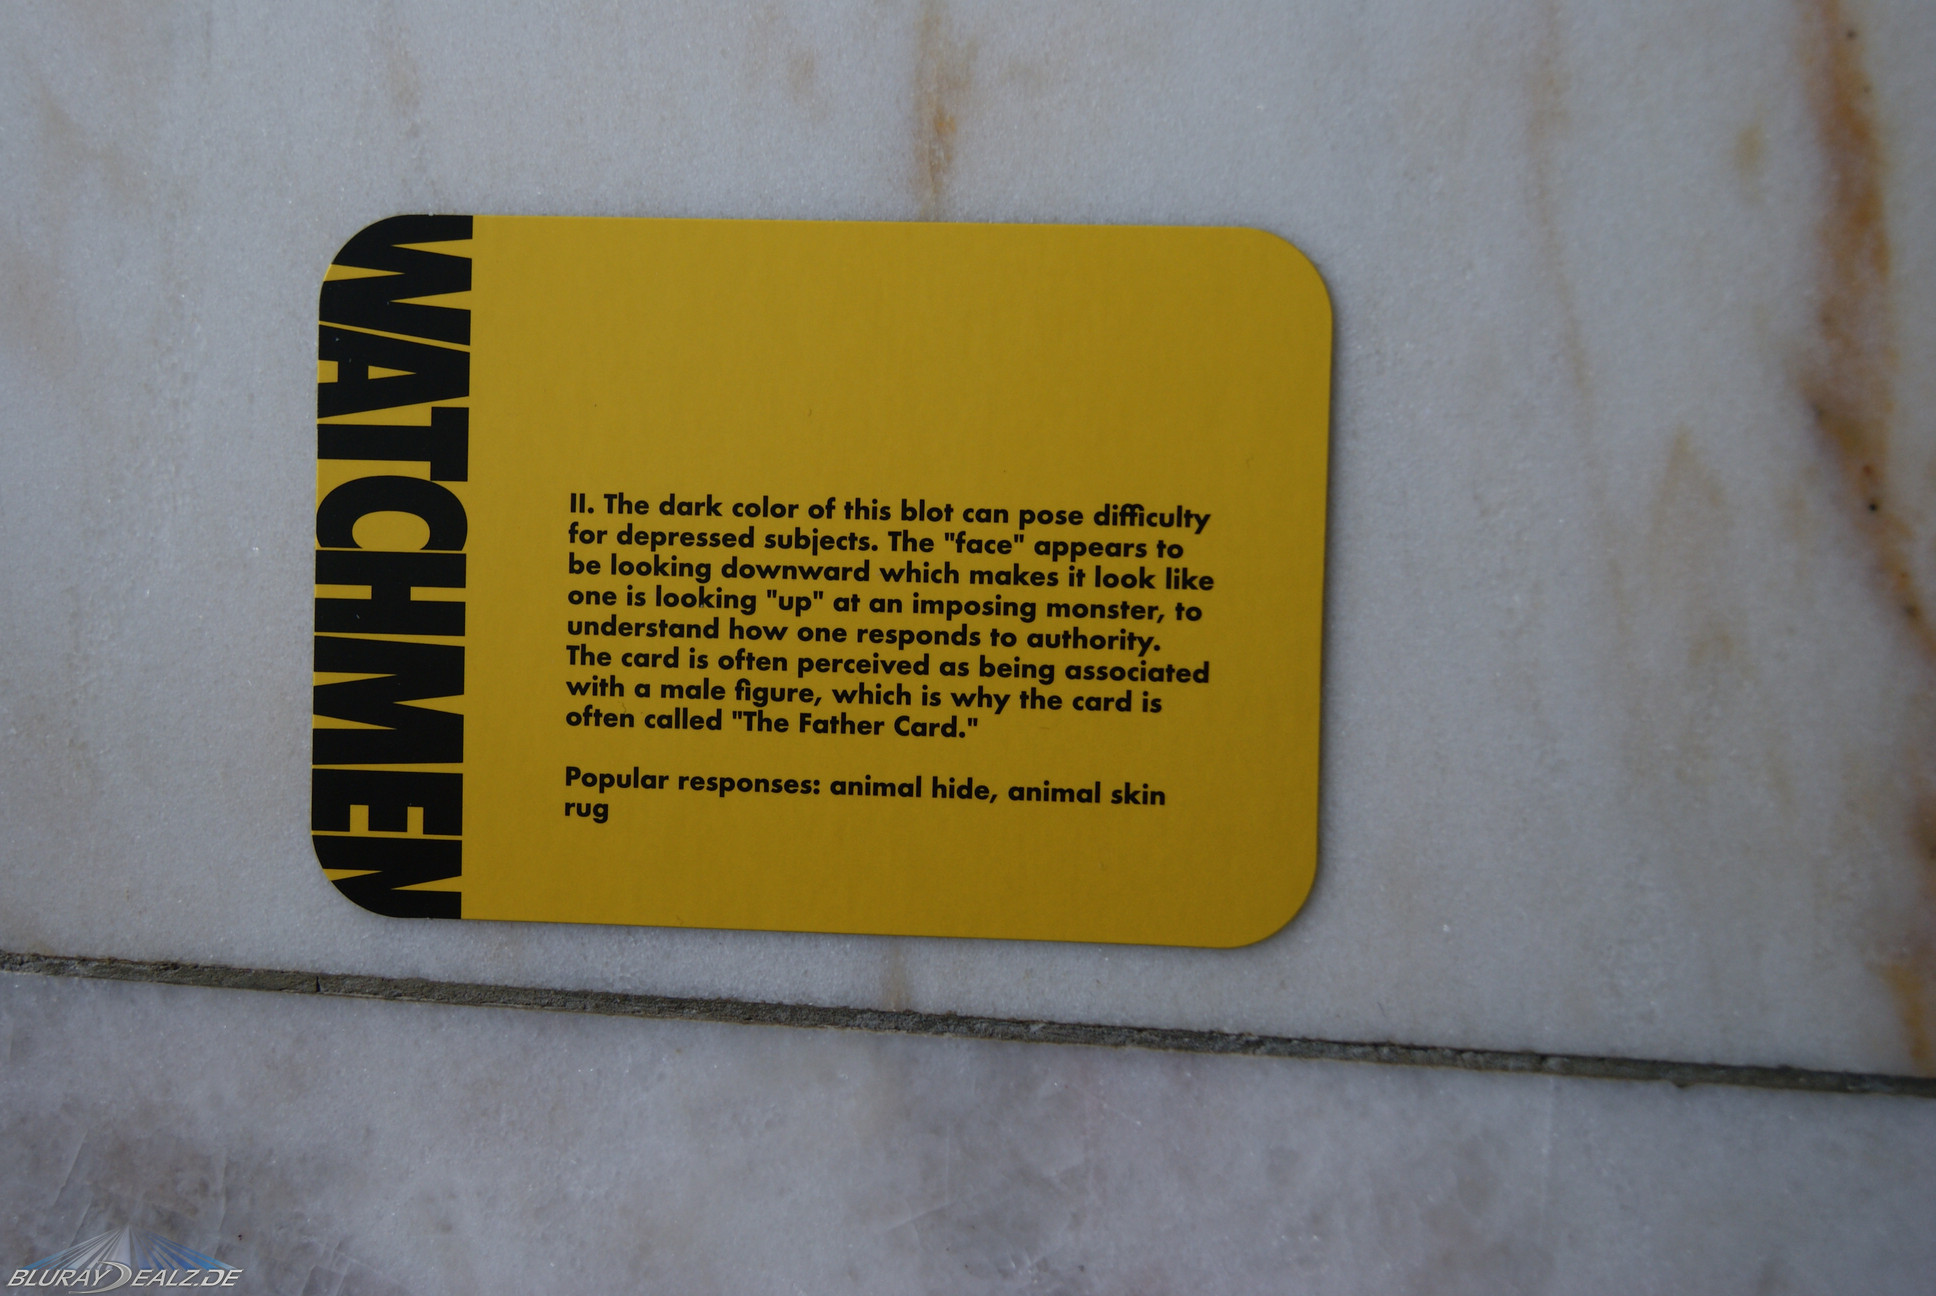 WATCHMEN
II. The dark color of this blot can pose difficulty
for depressed subjects. The "face" appears to
be looking downward which makes it look like
one is looking "up" at an imposing monster, to
understand how one responds to authority.
The card is often perceived as being associated
with a male figure, which is why the card is
often called "The Father Card."
Popular responses: animal hide, animal skin
rug
BLURAYDEALZ.DE